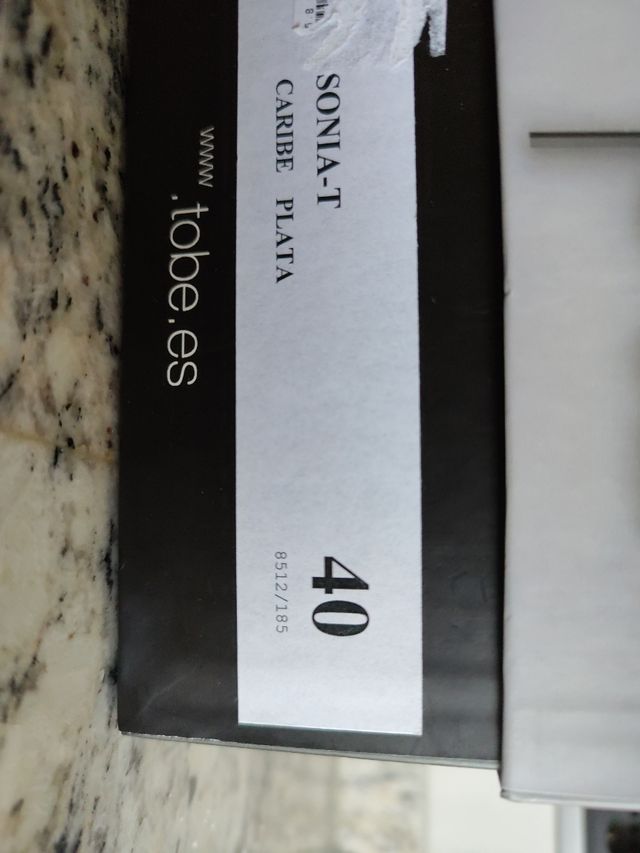 SONIA-T
CARIBE PLATA
40
8512/185
www.tobe.es